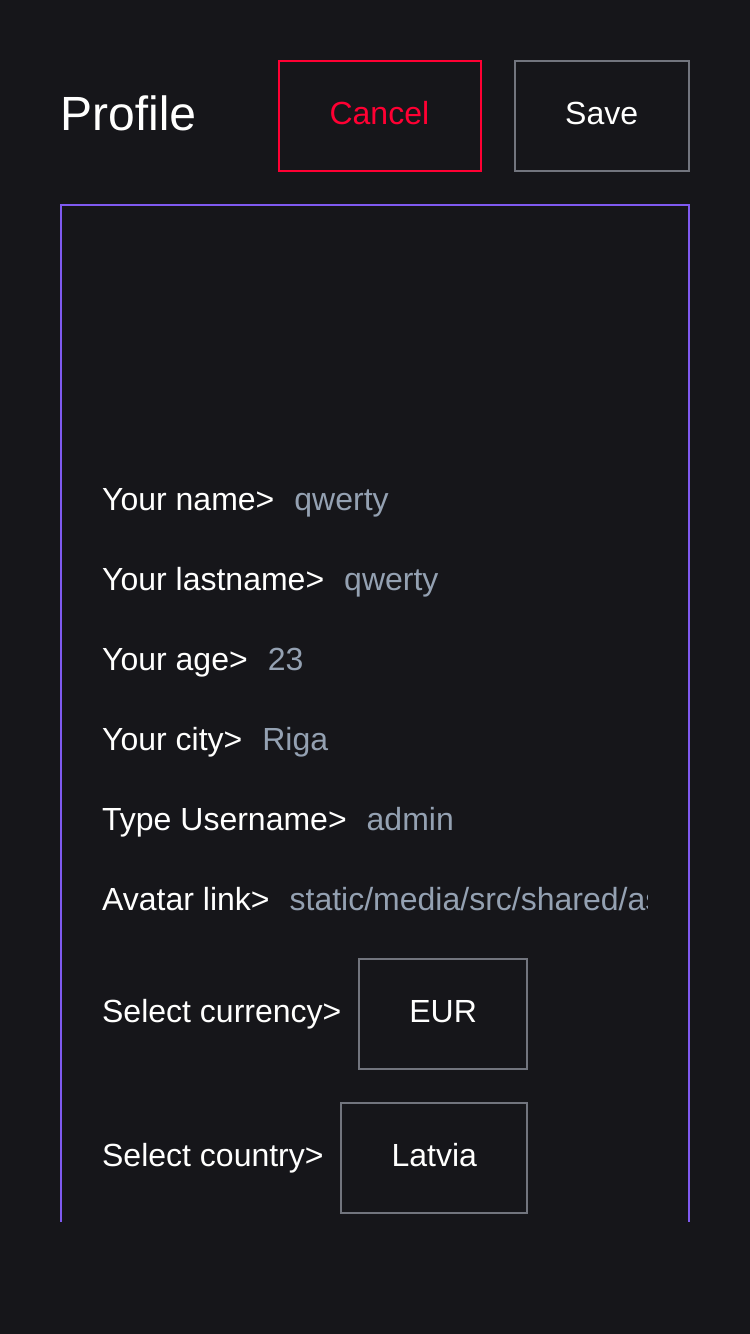 Profile Cancel Save
Your name> qwerty
Your lastname> qwerty
Your age> 23
Your city> Riga
Type Username> admin
Avatar link> static/media/src/shared/a
Select currency> EUR
Select country> Latvia